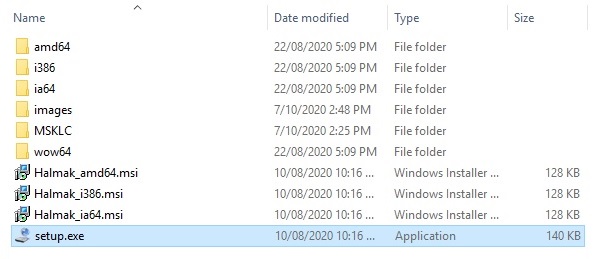 Name Date modified Type Size
amd64 22/08/2020 5:09 PM File folder
i386 22/08/2020 5:09 PM File folder
ia64 22/08/2020 5:09 PM File folder
images 7/10/2020 2:48 PM File folder
MSKLC 7/10/2020 2:25 PM File folder
wow64 22/08/2020 5:09 PM File folder
Halmak_amd64.msi 10/08/2020 10:16 ... Windows Installer ... 128 KB
Halmak_i386.msi 10/08/2020 10:16 ... Windows Installer ... 128 KB
Halmak_ia64.msi 10/08/2020 10:16 ... Windows Installer ... 128 KB
setup.exe 10/08/2020 10:16 ... Application 140 KB